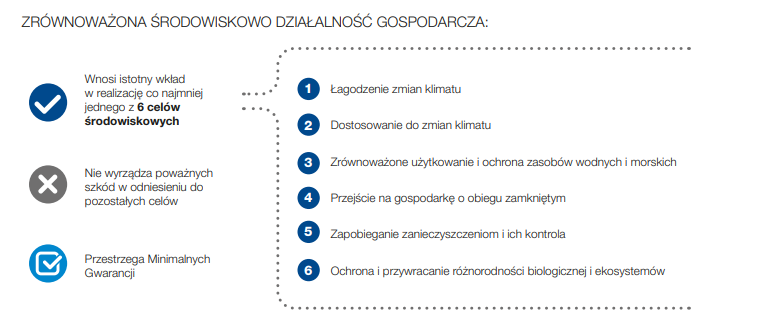 ZRÓWNOWAŻONA ŚRODOWISKOWO DZIAŁALNOŚĆ GOSPODARCZA:
Wnosi istotny wkład
w realizację co najmniej
jednego z 6 celów
środowiskowych
Nie wyrządza poważnych
szkód w odniesieniu do
pozostałych celów
Przestrzega Minimalnych
Gwarancji
1 Łagodzenie zmian klimatu
2 Dostosowanie do zmian klimatu
3 Zrównoważone użytkowanie i ochrona zasobów wodnych i morskich
4 Przejście na gospodarkę o obiegu zamkniętym
5 Zapobieganie zanieczyszczeniom i ich kontrola
6 Ochrona i przywracanie różnorodności biologicznej i ekosystemów